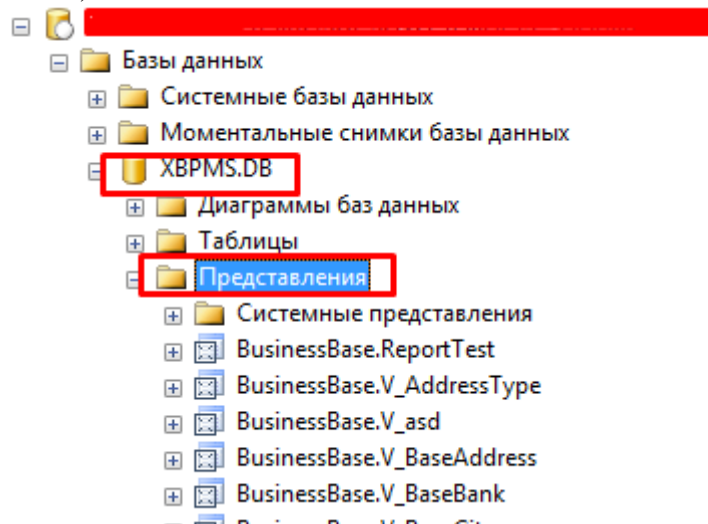 Базы данных
Системные базы данных
Моментальные снимки базы данных
XBPMS.DB
Диаграммы баз данных
Таблицы
Представления
Системные представления
BusinessBase.ReportTest
BusinessBase.V_AddressType
BusinessBase.V_asd
BusinessBase.V_BaseAddress
BusinessBase.V_BaseBank